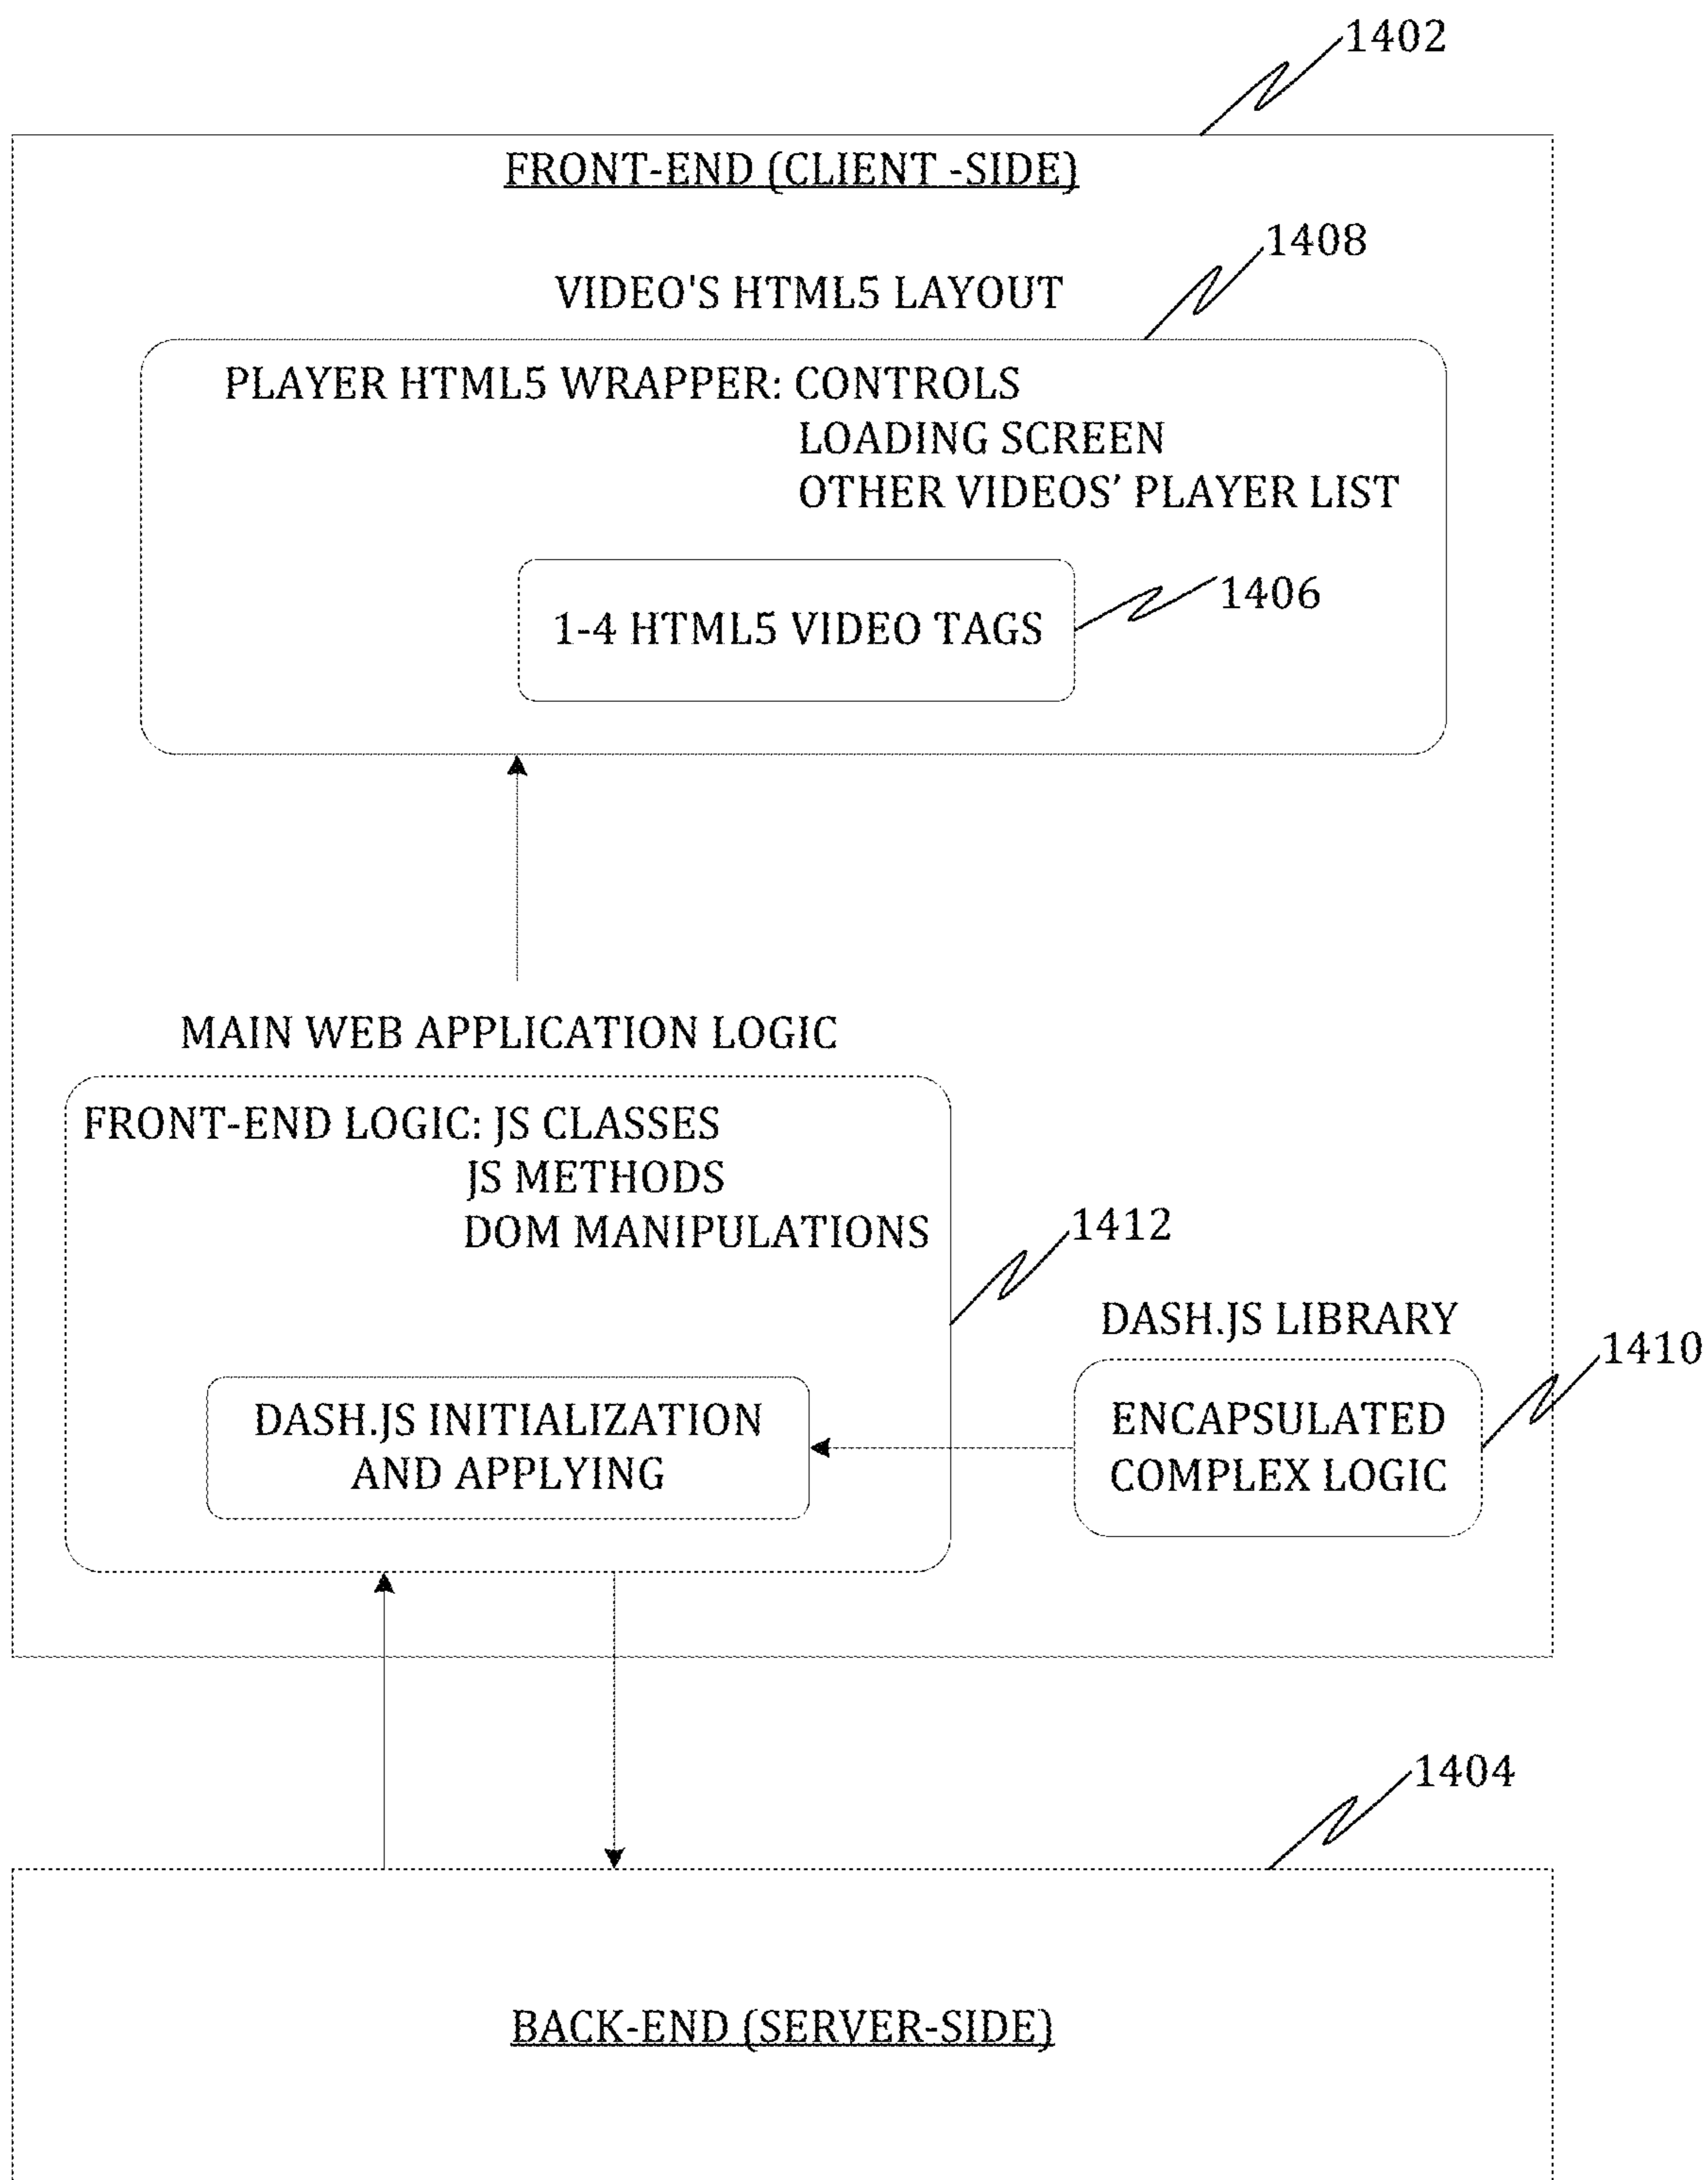 1402
FRONT-END (CLIENT -SIDE)
1408
VIDEO'S HTML5 LAYOUT
PLAYER HTML5 WRAPPER: CONTROLS
LOADING SCREEN
OTHER VIDEOS’ PLAYER LIST
1406
1-4 HTML5 VIDEO TAGS
MAIN WEB APPLICATION LOGIC
FRONT-END LOGIC: JS CLASSES
JS METHODS
DOM MANIPULATIONS
1412
DASH.JS LIBRARY
1410
DASH.JS INITIALIZATION
AND APPLYING
ENCAPSULATED
COMPLEX LOGIC
1404
BACK-END (SERVER-SIDE)